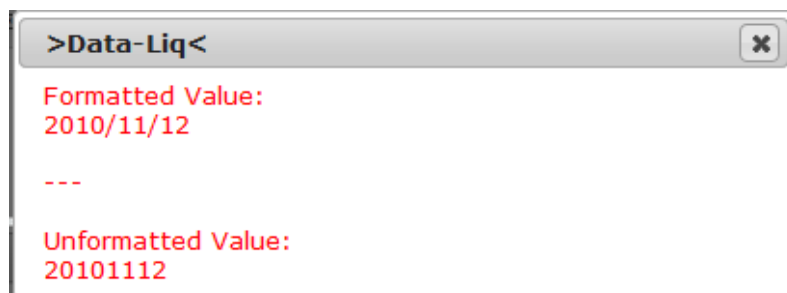 >Data-Liq<
Formatted Value:
2010/11/12
---
Unformatted Value:
20101112